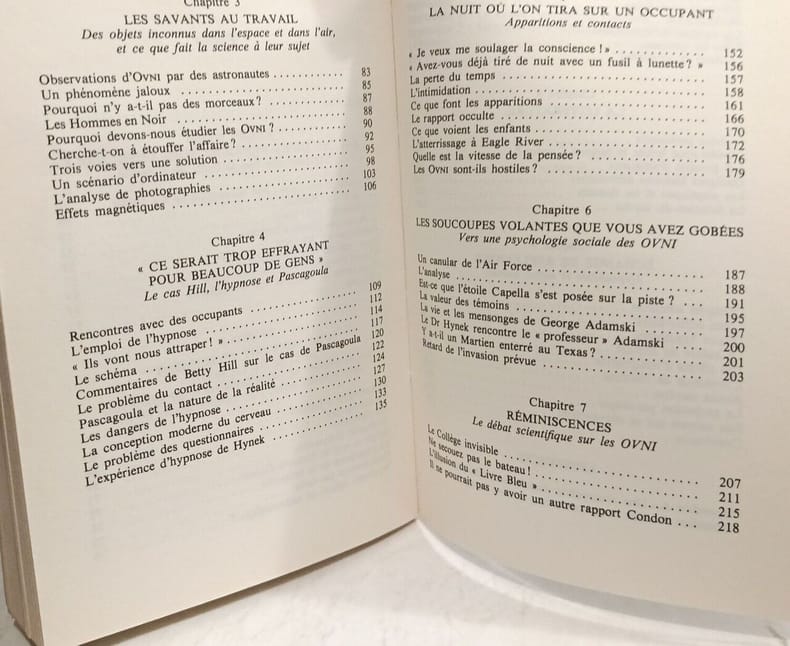 Chapitre 3
LES SAVANTS AU TRAVAIL
Des objets inconnus dans l'espace et dans l'air,
et ce que fait la science à leur sujet
Observations d'OVNI par des astronautes ........... 83
Un phénomène jaloux ........... 85
Pourquoi n'y a-t-il pas des morceaux? ........... 87
Les Hommes en Noir ........... 88
Pourquoi devons-nous étudier les OVNI? ........... 90
Cherche-t-on à étouffer l'affaire? ........... 92
Trois voies vers une solution ........... 95
Un scénario d'ordinateur ........... 98
L'analyse de photographies ........... 103
Effets magnétiques ........... 106
Chapitre 4
« CE SERAIT TROP EFFRAYANT
POUR BEAUCOUP DE GENS »
Le cas Hill, l'hypnose et Pascagoula
Rencontres avec des occupants ........... 109
L'emploi de l'hypnose ........... 112
« Ils vont nous attraper! » ........... 114
Le schéma ........... 117
Commentaires de Betty Hill sur le cas de Pascagoula 120
Le problème du contact ........... 122
Pascagoula et la nature de la réalité ........... 124
Les dangers de l'hypnose ........... 127
La conception moderne du cerveau ........... 130
Le problème des questionnaires ........... 133
L'expérience d'hypnose de Hynek ........... 135
LA NUIT OÙ L'ON TIRA SUR UN OCCUPANT
Apparitions et contacts
« Je veux me soulager la conscience! » ........... 152
« Avez-vous déjà tiré de nuit avec un fusil à lunette? » 156
La perte du temps ........... 157
L'intimidation ........... 158
Ce que font les apparitions ........... 161
Le rapport occulte ........... 166
Ce que voient les enfants ........... 170
L'atterrissage à Eagle River ........... 172
Quelle est la vitesse de la pensée? ........... 176
Les OVNI sont-ils hostiles? ........... 179
Chapitre 6
LES SOUCOUPES VOLANTES QUE VOUS AVEZ GOBÉES
Vers une psychologie sociale des OVNI
Un canular de l'Air Force ........... 187
L'analyse ........... 188
Est-ce que l'étoile Capella s'est posée sur la piste? ... 191
La valeur des témoins ........... 195
La vie et les mensonges de George Adamski ........... 197
Le Dr Hynek rencontre le « professeur » Adamski .... 200
Y a-t-il un Martien enterré au Texas? ........... 201
Retard de l'invasion prévue ........... 203
Chapitre 7
RÉMINISCENCES
Le débat scientifique sur les OVNI
Le Collège invisible ........... 207
Ne secouez pas le bateau! ........... 211
L'illusion du « Livre Bleu » ........... 215
Il ne pourrait pas y avoir un autre rapport Condon ... 218